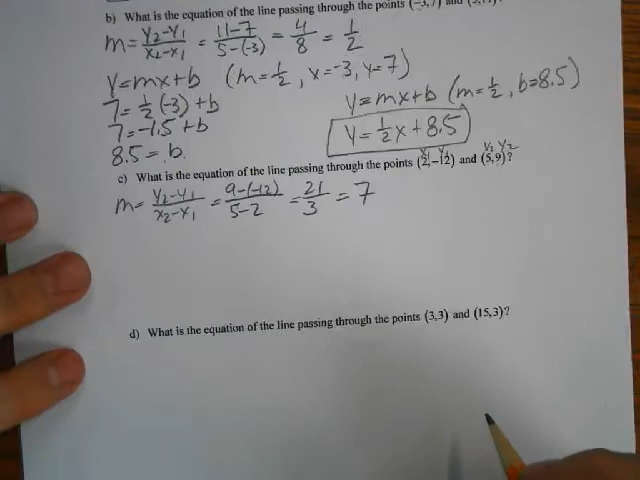 b) What is the equation of the line passing through the points (-3,7) and
m = y₂-y₁/x₂-x₁ = 11-7/5-(-3) = 4/8 = 1/2
y=mx+b (m=1/2, x=-3, y=7)
7=1/2(-3)+b
7=-1.5+b
8.5=b
y=mx+b (m=1/2, b=8.5)
y=1/2x+8.5
x₁ y₁ x₂ y₂
c) What is the equation of the line passing through the points (2,-12) and (5,9)?
m= y₂-y₁/x₂-x₁ = 9-(-12)/5-2 = 21/3 = 7
d) What is the equation of the line passing through the points (3,3) and (15,3)?